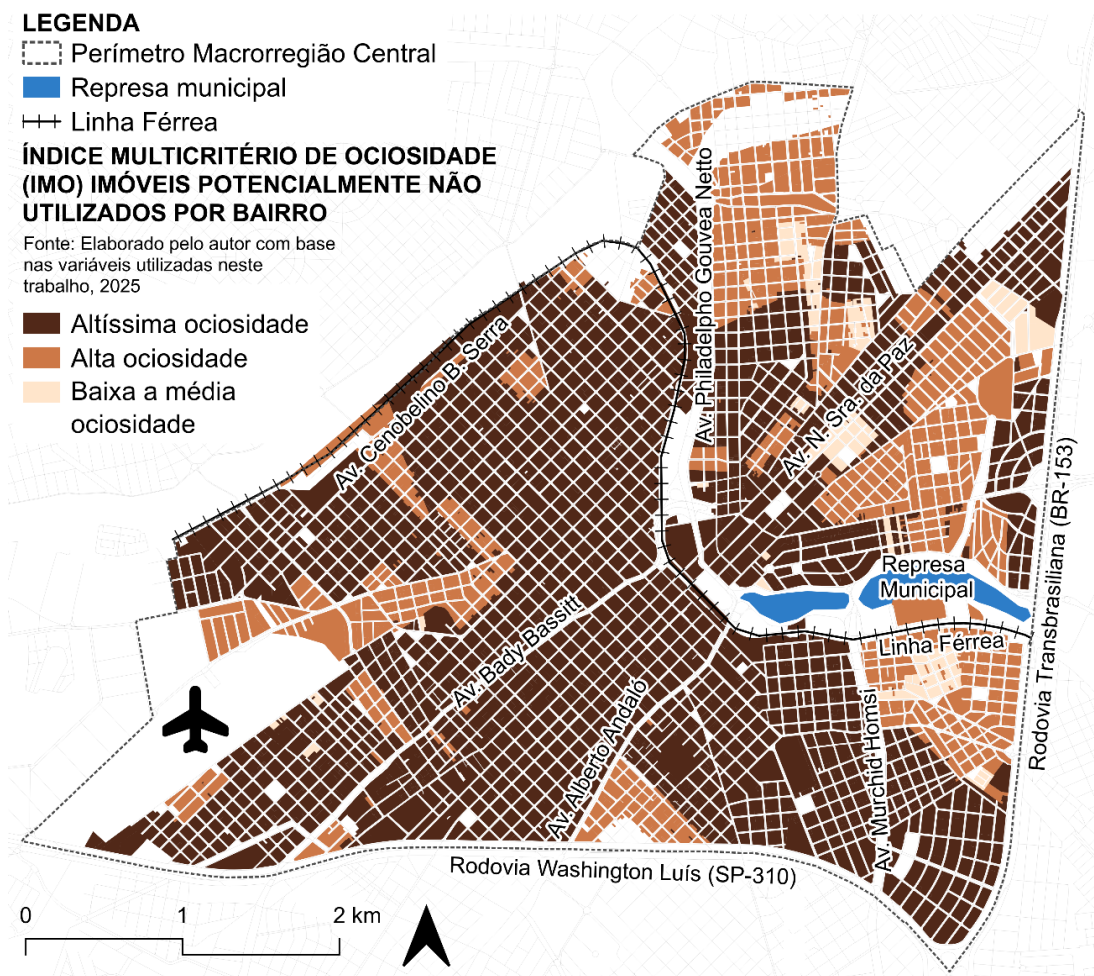 LEGENDA
Perímetro Macrorregião Central
Represa municipal
Linha Férrea
ÍNDICE MULTICRITÉRIO DE OCIOSIDADE
(IMO) IMÓVEIS POTENCIALMENTE NÃO
UTILIZADOS POR BAIRRO
Fonte: Elaborado pelo autor com base
nas variáveis utilizadas neste
trabalho, 2025
Altíssima ociosidade
Alta ociosidade
Baixa a média
ociosidade
Av. Philadelpho Gouvea Netto
Av. Cenobelino B. Serra
Av. N. Sra. da Paz
Rodovia Transbrasiliana (BR-153)
Represa
Municipal
Linha Férrea
Av. Bady Bassitt
Av. Alberto Andaló
Av. Murchid Homsi
Rodovia Washington Luís (SP-310)
0 1 2 km